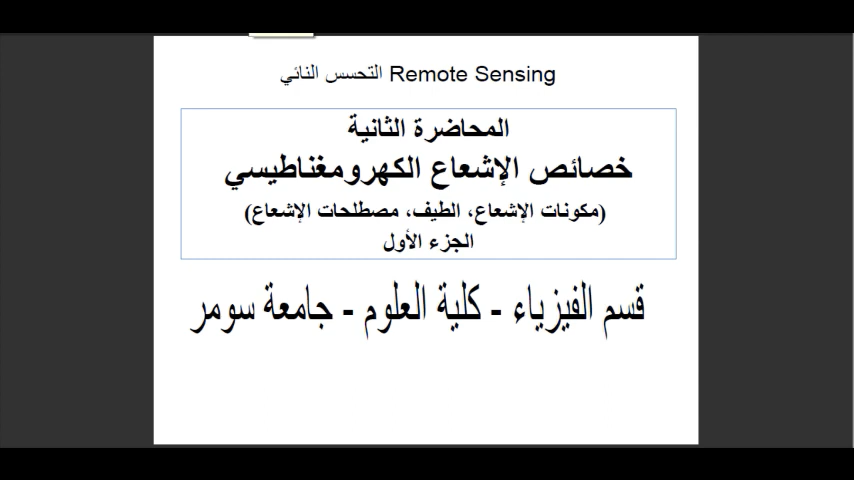 التحسس النائي Remote Sensing
المحاضرة الثانية
خصائص الإشعاع الكهرومغناطيسي
(مكونات الإشعاع، الطيف، مصطلحات الإشعاع)
الجزء الأول
قسم الفيزياء - كلية العلوم - جامعة سومر